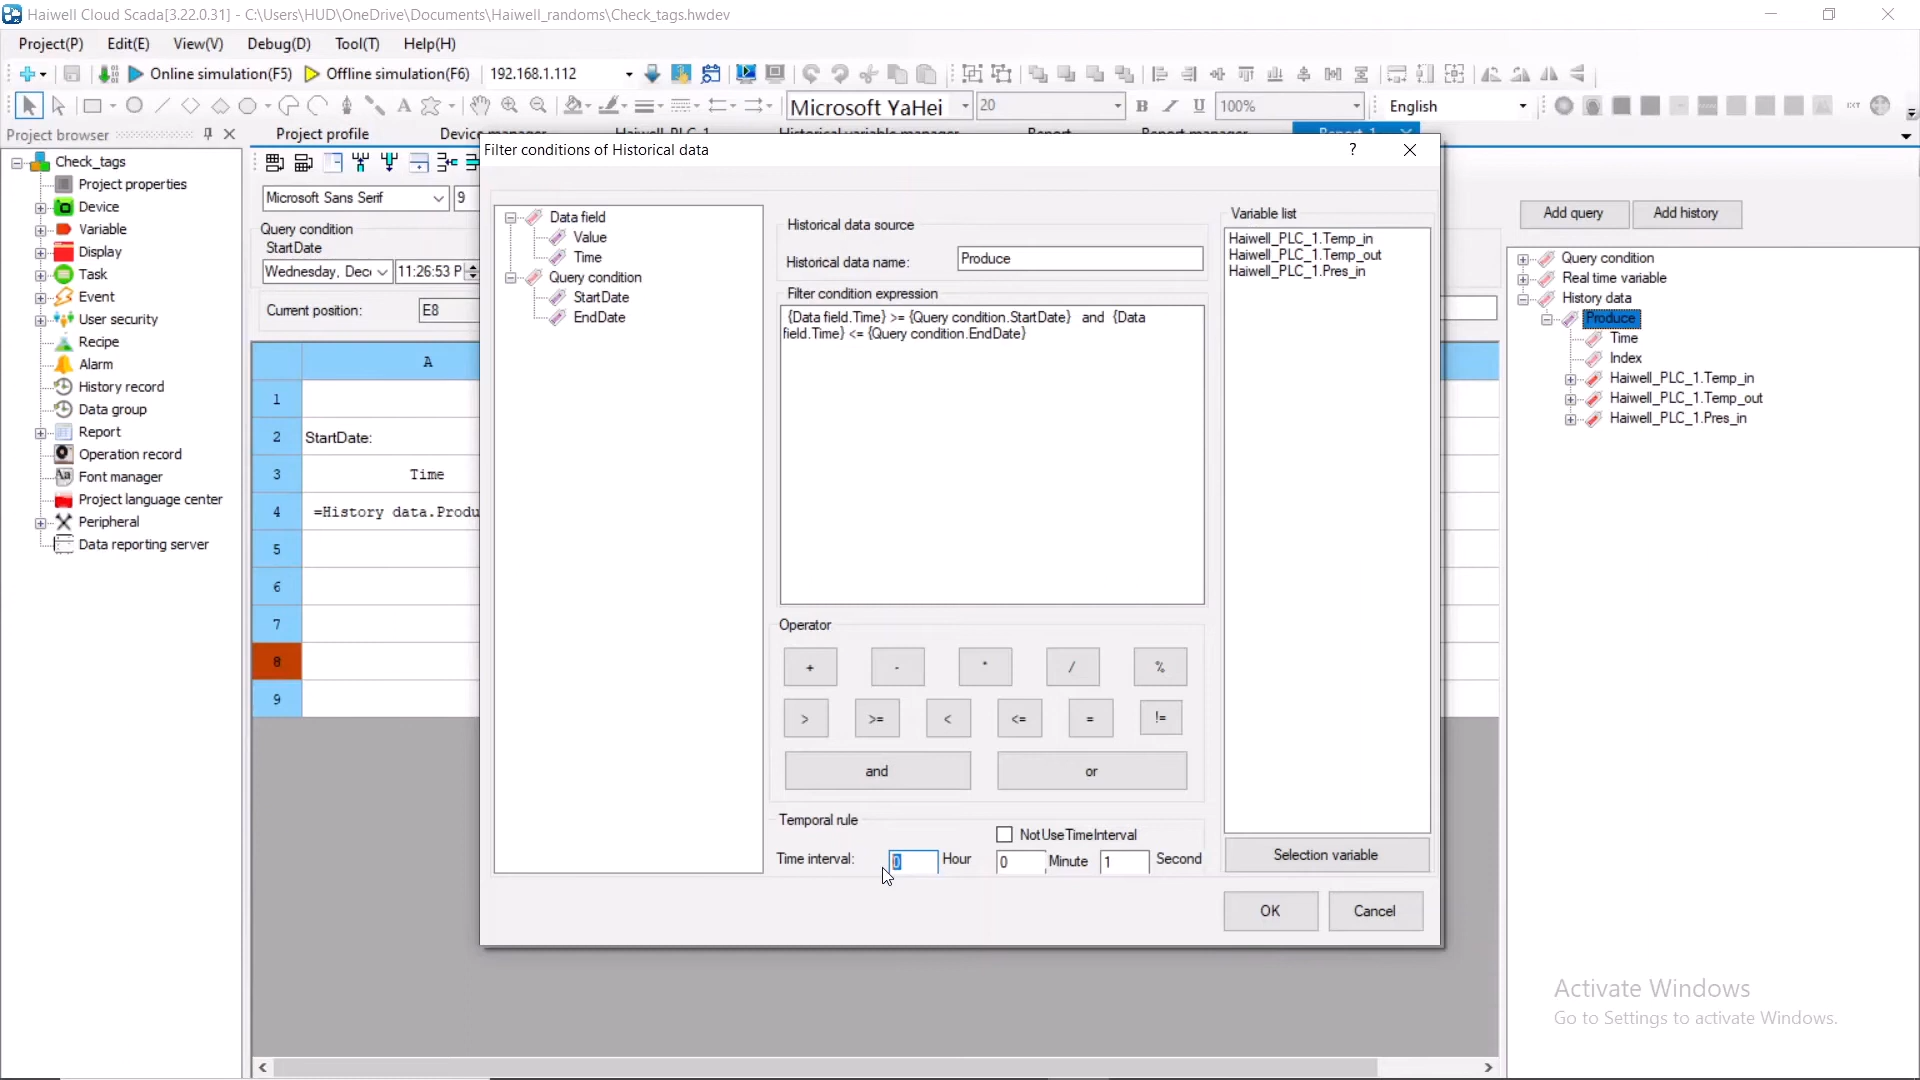 Haiwell Cloud Scada[3.22.0.31] - C:\Users\HUD\OneDrive\Documents\Haiwell_randoms\Check_tags.hwdev
Project(P) Edit(E) View(V) Debug(D) Tool(T) Help(H)
Online simulation(F5) Offline simulation(F6) 192.168.1.112
Microsoft YaHei 20 B I U 100% English
Project browser
Project profile
Check_tags
Project properties
Device
Variable
Display
Task
Event
User security
Recipe
Alarm
History record
Data group
Report
Operation record
Font manager
Project language center
Peripheral
Data reporting server
Microsoft Sans Serif 9
Query condition
StartDate
11:26:53 P
Current position: E8
A
1
2 StartDate:
3 Time
4 =History data.Produ
5
6
7
8
9
Filter conditions of Historical data ?
Data field
Value
Time
Query condition
StartDate
EndDate
Historical data source
Historical data name: Produce
Filter condition expression
{Data field.Time} >= {Query condition.StartDate} and {Data
field.Time} <= {Query condition.EndDate}
Operator
+ - * / %
> >= < <= = !=
and or
Temporal rule
NotUseTimeInterval
Time interval: 0 Hour 0 Minute 1 Second
Variable list
Haiwell_PLC_1.Temp_in
Haiwell_PLC_1.Temp_out
Haiwell_PLC_1.Pres_in
Selection variable
OK Cancel
Add query Add history
Query condition
Real time variable
History data
Produce
Time
Index
Haiwell_PLC_1.Temp_in
Haiwell_PLC_1.Temp_out
Haiwell_PLC_1.Pres_in
Activate Windows
Go to Settings to activate Windows.